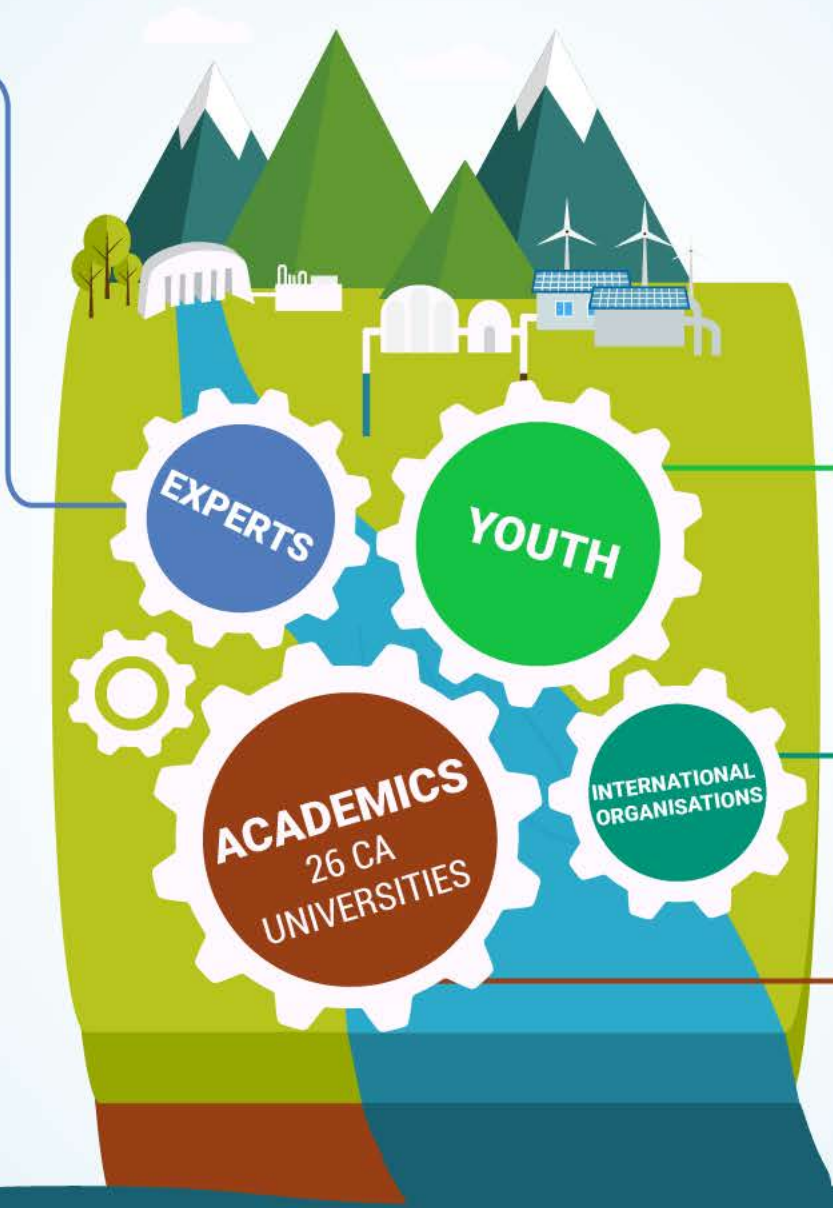 EXPERTS
YOUTH
ACADEMICS
26 CA
UNIVERSITIES
INTERNATIONAL
ORGANISATIONS